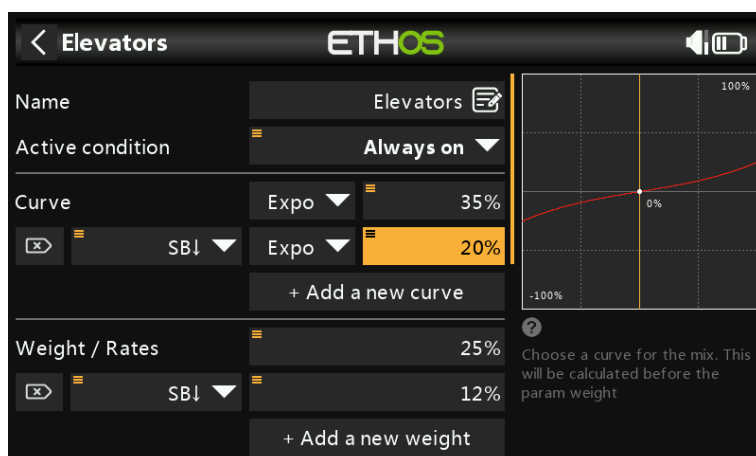 Elevators
ETHOS
Name
Elevators
Active condition
Always on
Curve
Expo
35%
SB↓
Expo
20%
+ Add a new curve
Weight / Rates
25%
SB↓
12%
+ Add a new weight
100%
0%
-100%
?
Choose a curve for the mix. This
will be calculated before the
param weight